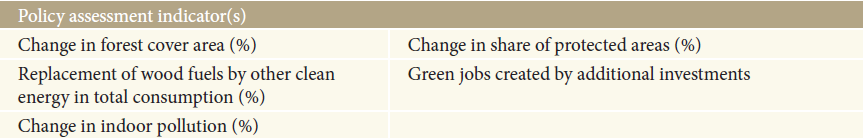 Policy assessment indicator(s)
Change in forest cover area (%)
Change in share of protected areas (%)
Replacement of wood fuels by other clean
energy in total consumption (%)
Green jobs created by additional investments
Change in indoor pollution (%)